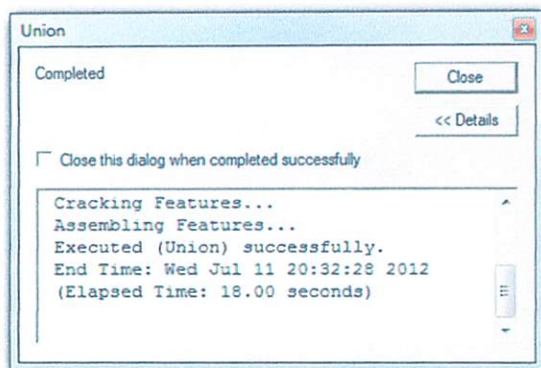 Union
Completed
Close
<< Details
Close this dialog when completed successfully
Cracking Features...
Assembling Features...
Executed (Union) successfully.
End Time: Wed Jul 11 20:32:28 2012
(Elapsed Time: 18.00 seconds)